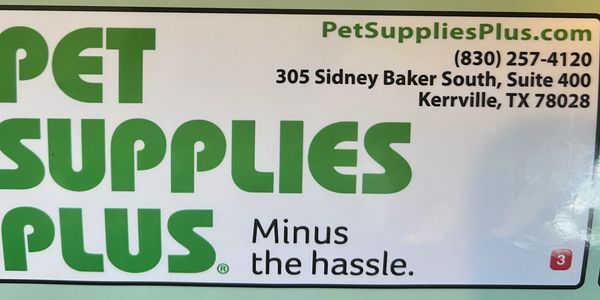 PET
SUPPLIES
PLUS®
Minus
the hassle.
PetSuppliesPlus.com
(830) 257-4120
305 Sidney Baker South, Suite 400
Kerrville, TX 78028
3